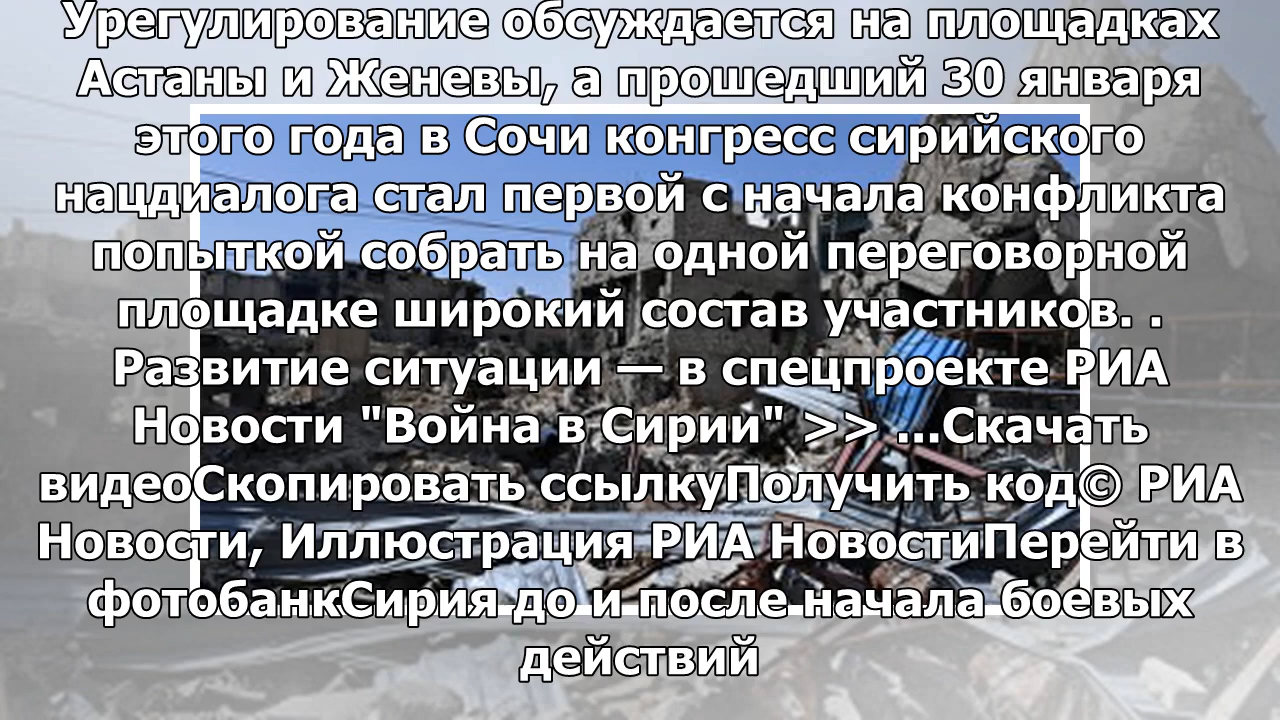 Урегулирование обсуждается на площадках
Астаны и Женевы, а прошедший 30 января
этого года в Сочи конгресс сирийского
нацдиалога стал первой с начала конфликта
попыткой собрать на одной переговорной
площадке широкий состав участников. .
Развитие ситуации — в спецпроекте РИА
Новости "Война в Сирии" >> ...Скачать
видеоСкопировать ссылкуПолучить код© РИА
Новости, Иллюстрация РИА НовостиПерейти в
фотобанкСирия до и после начала боевых
действий